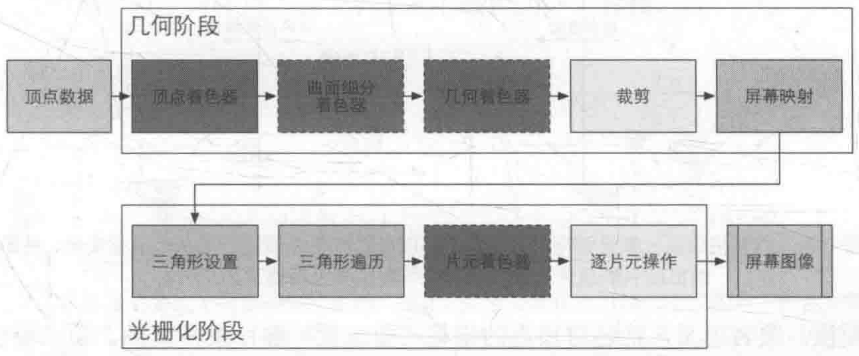 几何阶段
顶点数据
顶点着色器
曲面细分
着色器
几何着色器
裁剪
屏幕映射
三角形设置
三角形遍历
片元着色器
逐片元操作
屏幕图像
光栅化阶段